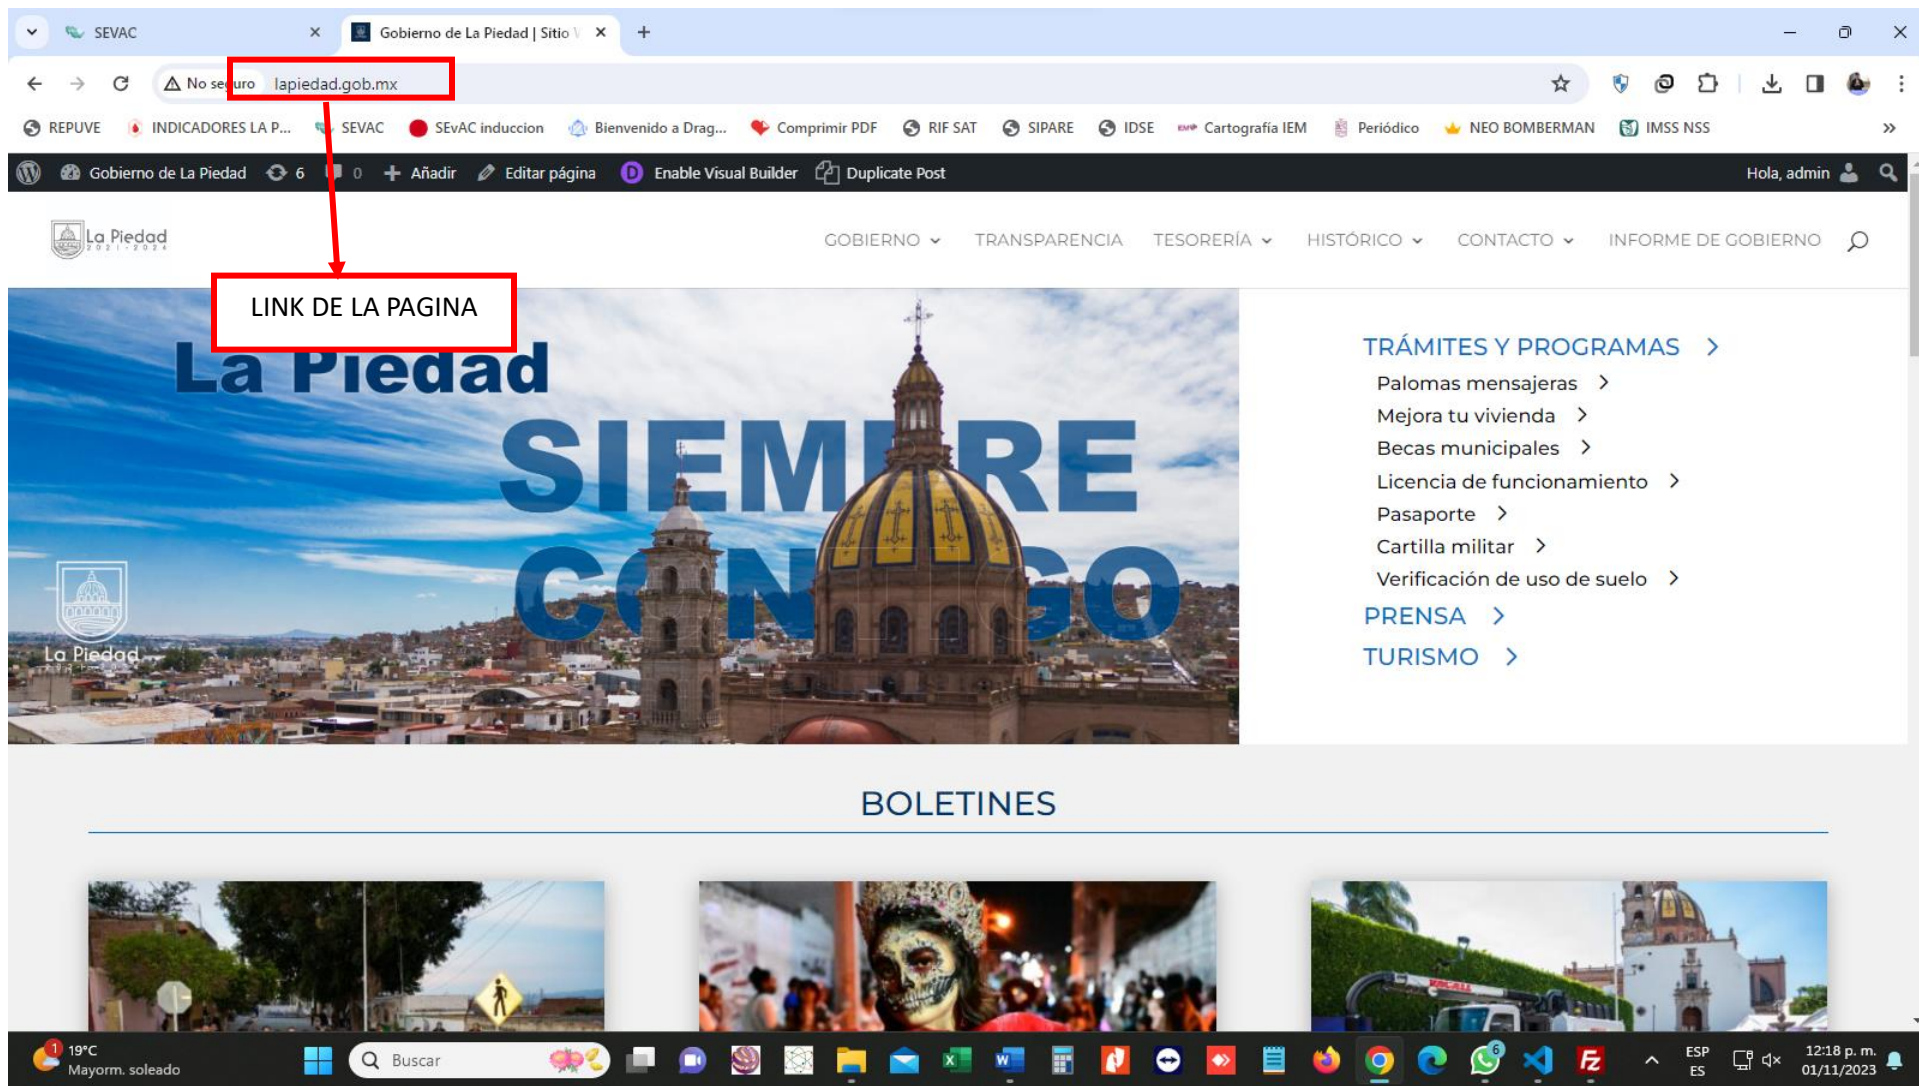 SEVAC
Gobierno de La Piedad | Sitio
No seguro
lapiedad.gob.mx
REPUVE
INDICADORES LA P...
SEVAC
SEvAC induccion
Bienvenido a Drag...
Comprimir PDF
RIF SAT
SIPARE
IDSE
Cartografía IEM
Periódico
NEO BOMBERMAN
IMSS NSS
»
Gobierno de La Piedad
6
0
Añadir
Editar página
D
Enable Visual Builder
Duplicate Post
Hola, admin
La Piedad
2021-2024
GOBIERNO
TRANSPARENCIA
TESORERÍA
HISTÓRICO
CONTACTO
INFORME DE GOBIERNO
LINK DE LA PAGINA
La Piedad
SIEMPRE
CONTIGO
La Piedad
TRÁMITES Y PROGRAMAS
Palomas mensajeras
Mejora tu vivienda
Becas municipales
Licencia de funcionamiento
Pasaporte
Cartilla militar
Verificación de uso de suelo
PRENSA
TURISMO
BOLETINES
1
19°C
Mayorm. soleado
Buscar
6
ESP
ES
12:18 p. m.
01/11/2023